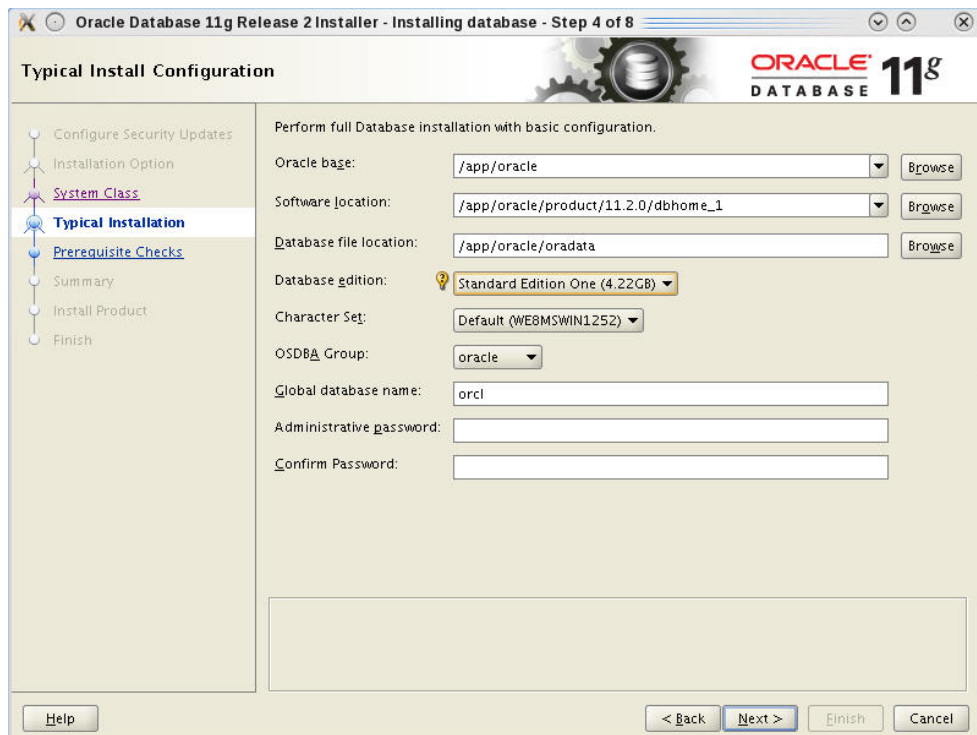 Oracle Database 11g Release 2 Installer - Installing database - Step 4 of 8
Typical Install Configuration
ORACLE DATABASE 11g
Configure Security Updates
Installation Option
System Class
Typical Installation
Prerequisite Checks
Summary
Install Product
Finish
Perform full Database installation with basic configuration.
Oracle base: /app/oracle Browse
Software location: /app/oracle/product/11.2.0/dbhome_1 Browse
Database file location: /app/oracle/oradata Browse
Database edition: Standard Edition One (4.22GB)
Character Set: Default (WE8MSWIN1252)
OSDBA Group: oracle
Global database name: orcl
Administrative password:
Confirm Password:
Help < Back Next > Finish Cancel